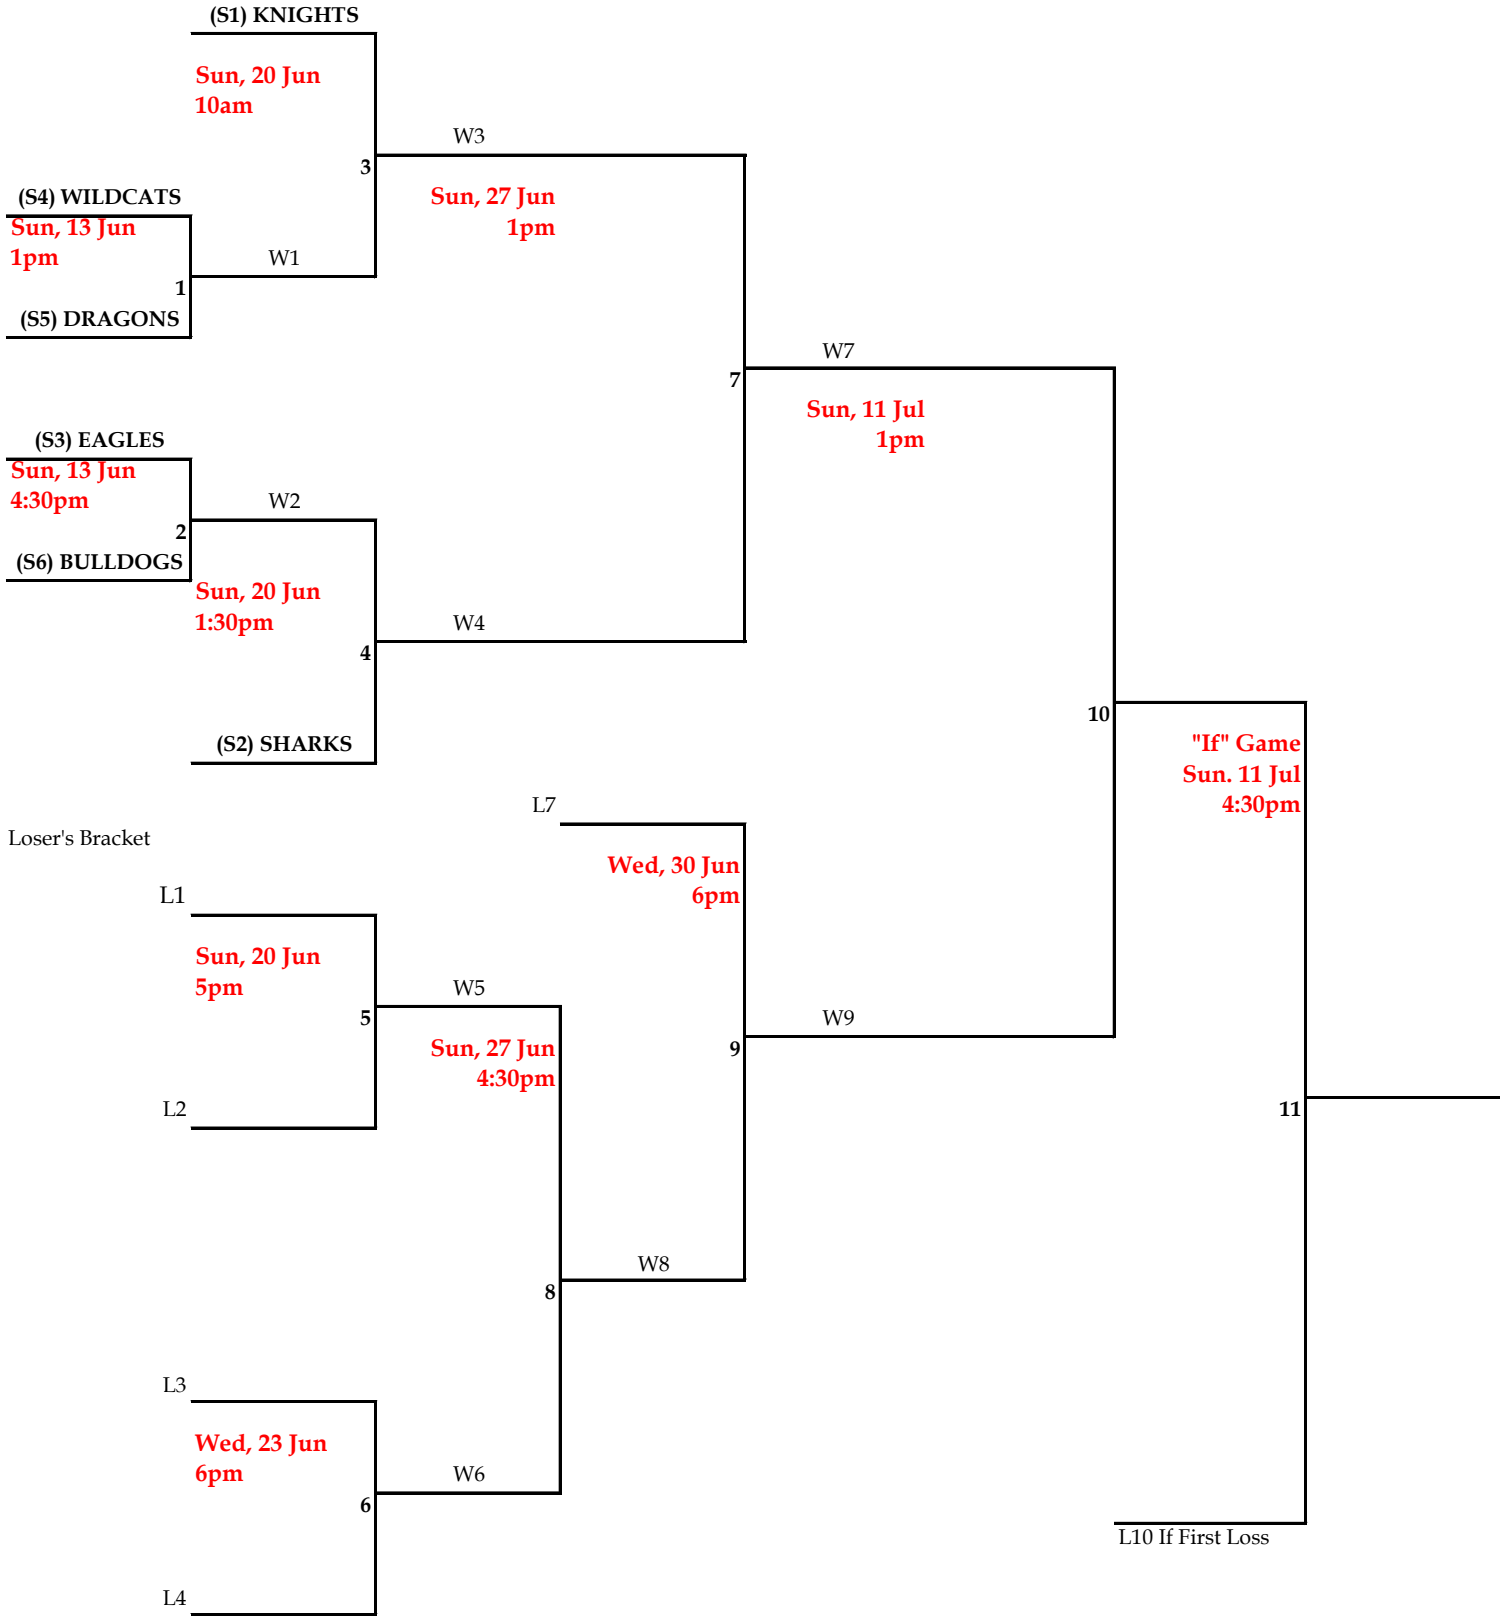 (S1) KNIGHTS
Sun, 20 Jun
10am
W3
3
(S4) WILDCATS
Sun, 27 Jun
Sun, 13 Jun
1pm
1pm
W1
1
(S5) DRAGONS
W7
7
Sun, 11 Jul
1pm
(S3) EAGLES
Sun, 13 Jun
4:30pm
W2
2
(S6) BULLDOGS
Sun, 20 Jun
1:30pm
W4
4
10
(S2) SHARKS
"If" Game
Sun. 11 Jul
4:30pm
L7
Loser's Bracket
Wed, 30 Jun
6pm
L1
Sun, 20 Jun
5pm
W5
5
W9
Sun, 27 Jun
4:30pm
9
L2
11
W8
8
L3
Wed, 23 Jun
6pm
W6
6
L10 If First Loss
L4